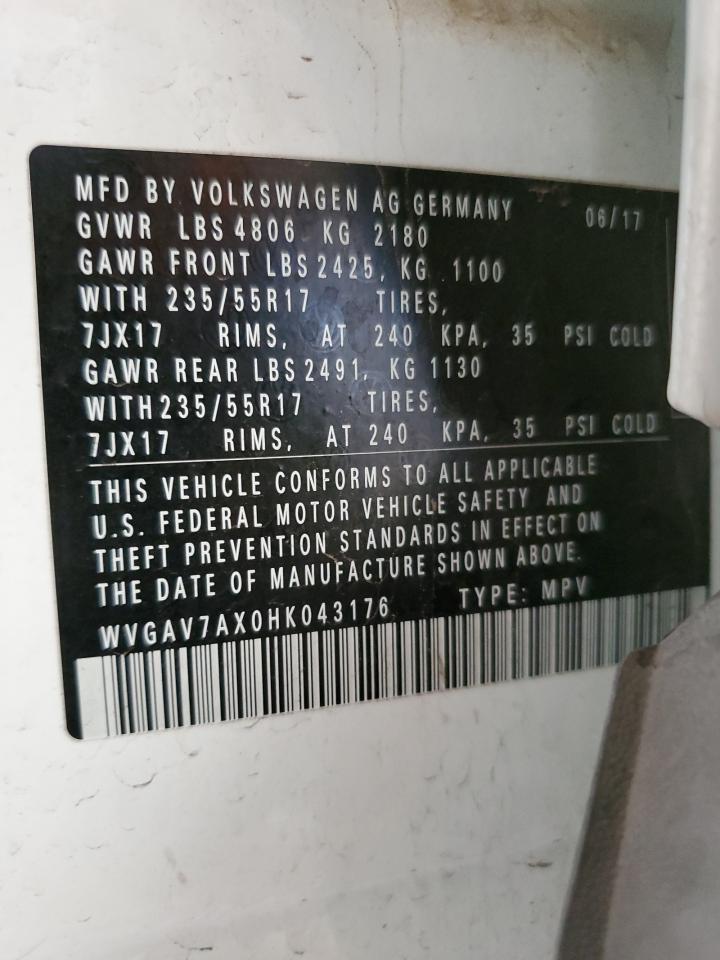 MFD BY VOLKSWAGEN AG GERMANY 06/17
GVWR LBS 4806 KG 2180
GAWR FRONT LBS 2425, KG 1100
WITH 235/55R17 TIRES,
7JX17 RIMS, AT 240 KPA, 35 PSI COLD
GAWR REAR LBS 2491, KG 1130
WITH 235/55R17 TIRES,
7JX17 RIMS, AT 240 KPA, 35 PSI COLD
THIS VEHICLE CONFORMS TO ALL APPLICABLE
U.S. FEDERAL MOTOR VEHICLE SAFETY AND
THEFT PREVENTION STANDARDS IN EFFECT ON
THE DATE OF MANUFACTURE SHOWN ABOVE.
WVGAV7AX0HK043176 TYPE: MPV